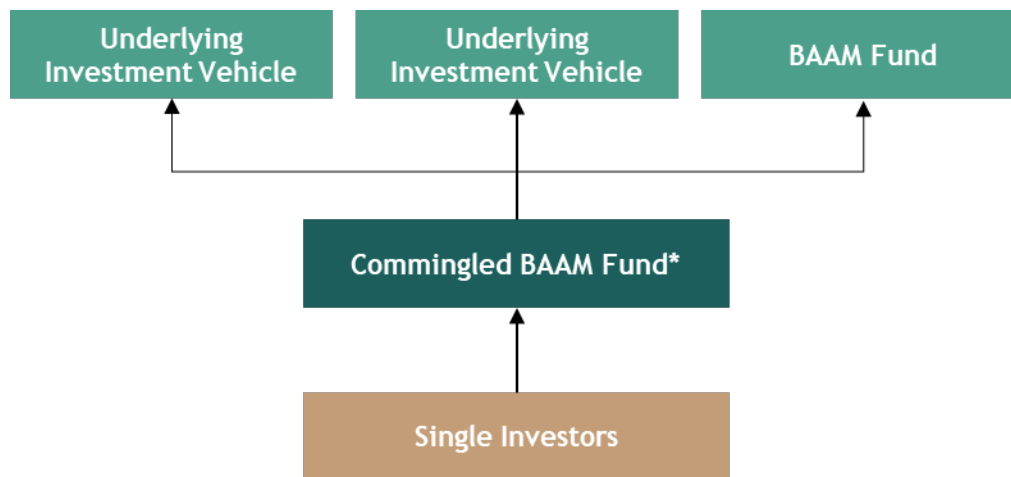 Underlying
Investment Vehicle
Underlying
Investment Vehicle
BAAM Fund
Commingled BAAM Fund*
Single Investors